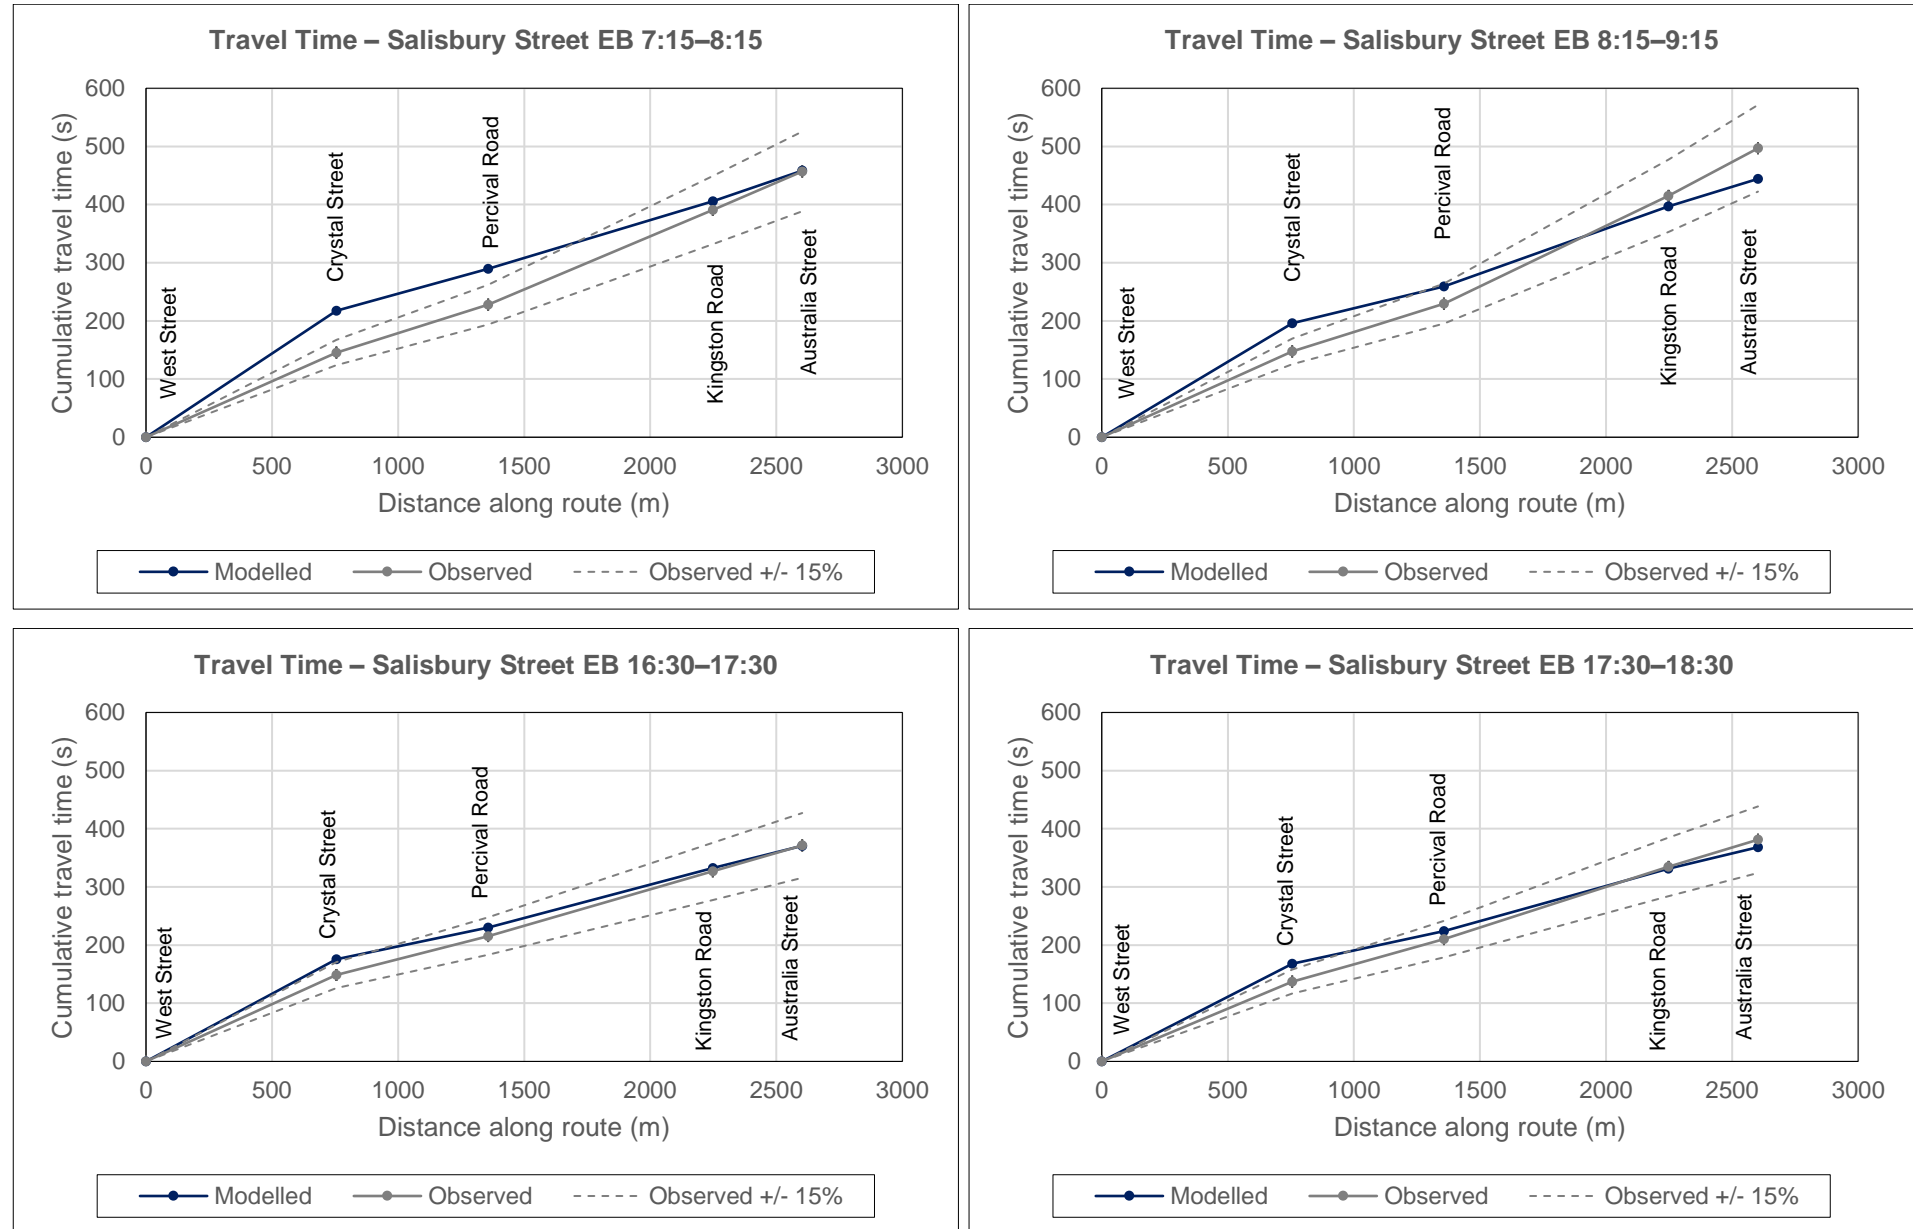 Travel Time – Salisbury Street EB 7:15–8:15
Cumulative travel time (s)
600
500
400
300
200
100
0
West Street
Crystal Street
Percival Road
Kingston Road
Australia Street
0 500 1000 1500 2000 2500 3000
Distance along route (m)
Modelled Observed Observed +/- 15%
Travel Time – Salisbury Street EB 8:15–9:15
Cumulative travel time (s)
600
500
400
300
200
100
0
West Street
Crystal Street
Percival Road
Kingston Road
Australia Street
0 500 1000 1500 2000 2500 3000
Distance along route (m)
Modelled Observed Observed +/- 15%
Travel Time – Salisbury Street EB 16:30–17:30
Cumulative travel time (s)
600
500
400
300
200
100
0
West Street
Crystal Street
Percival Road
Kingston Road
Australia Street
0 500 1000 1500 2000 2500 3000
Distance along route (m)
Modelled Observed Observed +/- 15%
Travel Time – Salisbury Street EB 17:30–18:30
Cumulative travel time (s)
600
500
400
300
200
100
0
West Street
Crystal Street
Percival Road
Kingston Road
Australia Street
0 500 1000 1500 2000 2500 3000
Distance along route (m)
Modelled Observed Observed +/- 15%